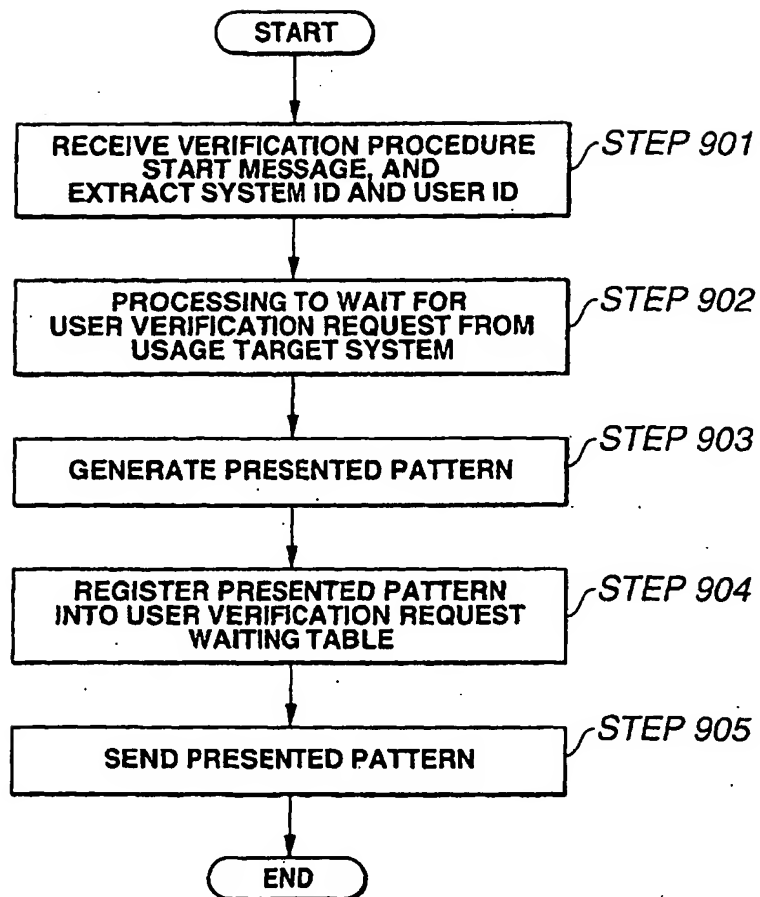 START
RECEIVE VERIFICATION PROCEDURE
START MESSAGE, AND
EXTRACT SYSTEM ID AND USER ID
STEP 901
PROCESSING TO WAIT FOR
USER VERIFICATION REQUEST FROM
USAGE TARGET SYSTEM
STEP 902
GENERATE PRESENTED PATTERN
STEP 903
REGISTER PRESENTED PATTERN
INTO USER VERIFICATION REQUEST
WAITING TABLE
STEP 904
SEND PRESENTED PATTERN
STEP 905
END